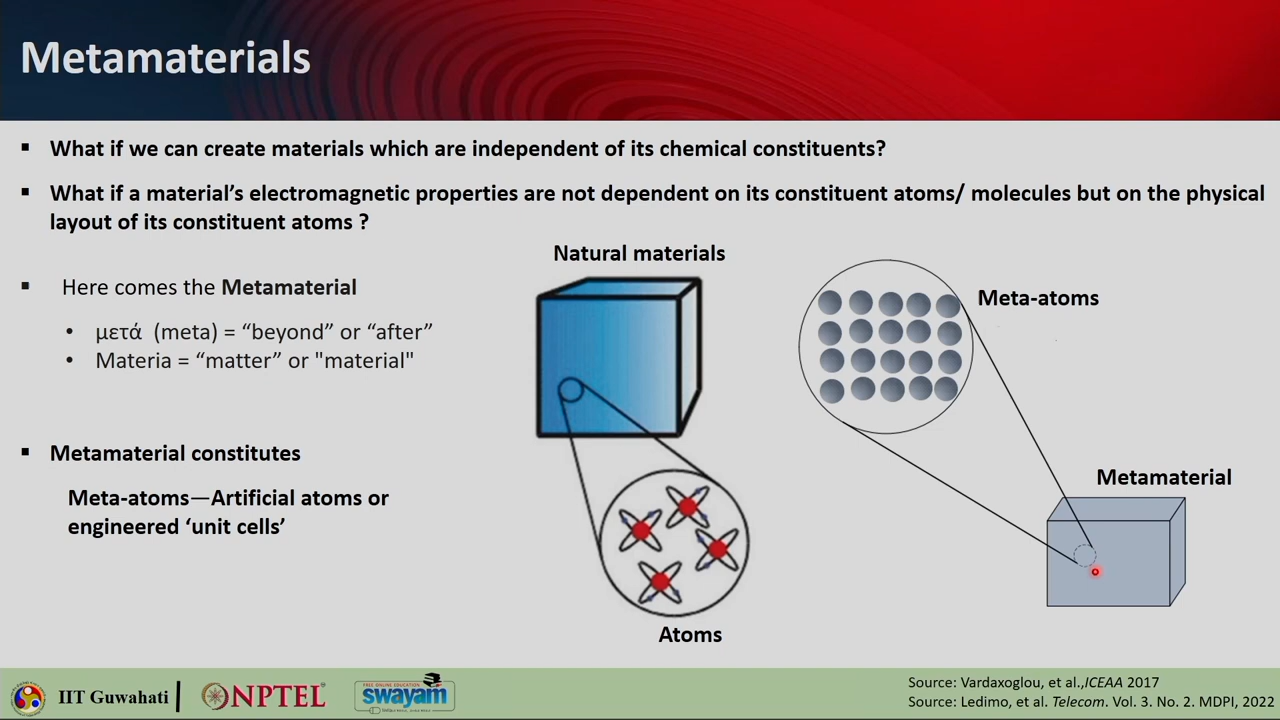 Metamaterials
▪ What if we can create materials which are independent of its chemical constituents?
▪ What if a material's electromagnetic properties are not dependent on its constituent atoms/ molecules but on the physical
layout of its constituent atoms ?
Natural materials
Meta-atoms
▪ Here comes the Metamaterial
• μετά (meta) = “beyond” or “after”
• Materia = “matter” or "material"
▪ Metamaterial constitutes
Meta-atoms—Artificial atoms or
engineered ‘unit cells’
Metamaterial
Atoms
IIT Guwahati
NPTEL
FREE ONLINE EDUCATION
swayam
Source: Vardaxoglou, et al.,ICEAA 2017
Source: Ledimo, et al. Telecom. Vol. 3. No. 2. MDPI, 2022